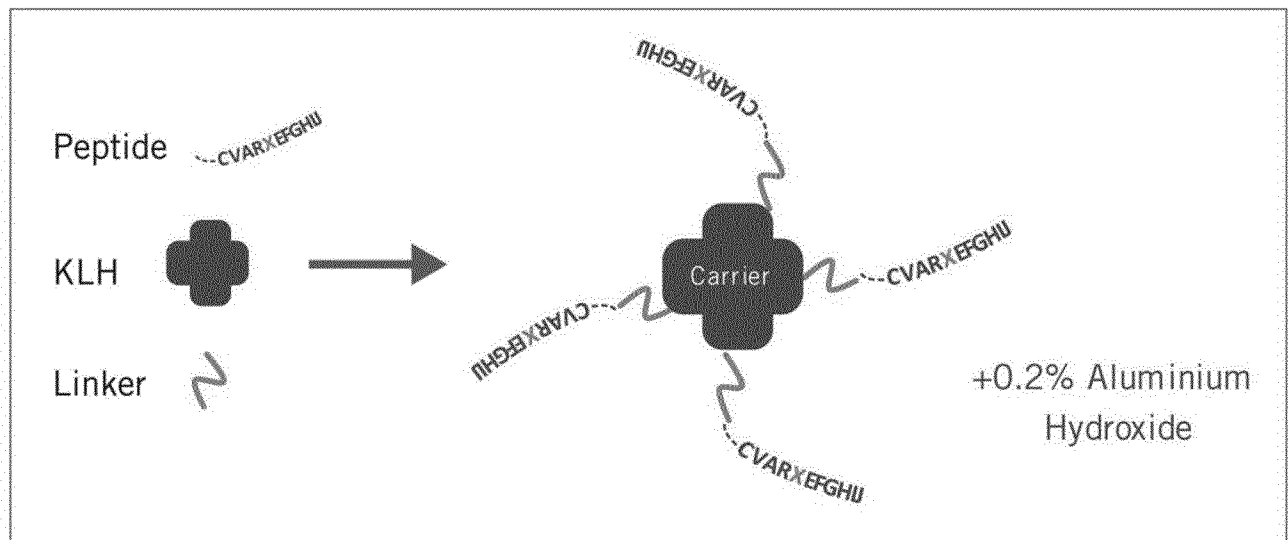 Peptide
CVARXEFGHIJ
KLH
Linker
CVARXEFGHIJ
Carrier
CVARXEFGHIJ
CVARXEFGHIJ
CVARXEFGHIJ
+0.2% Aluminium
Hydroxide